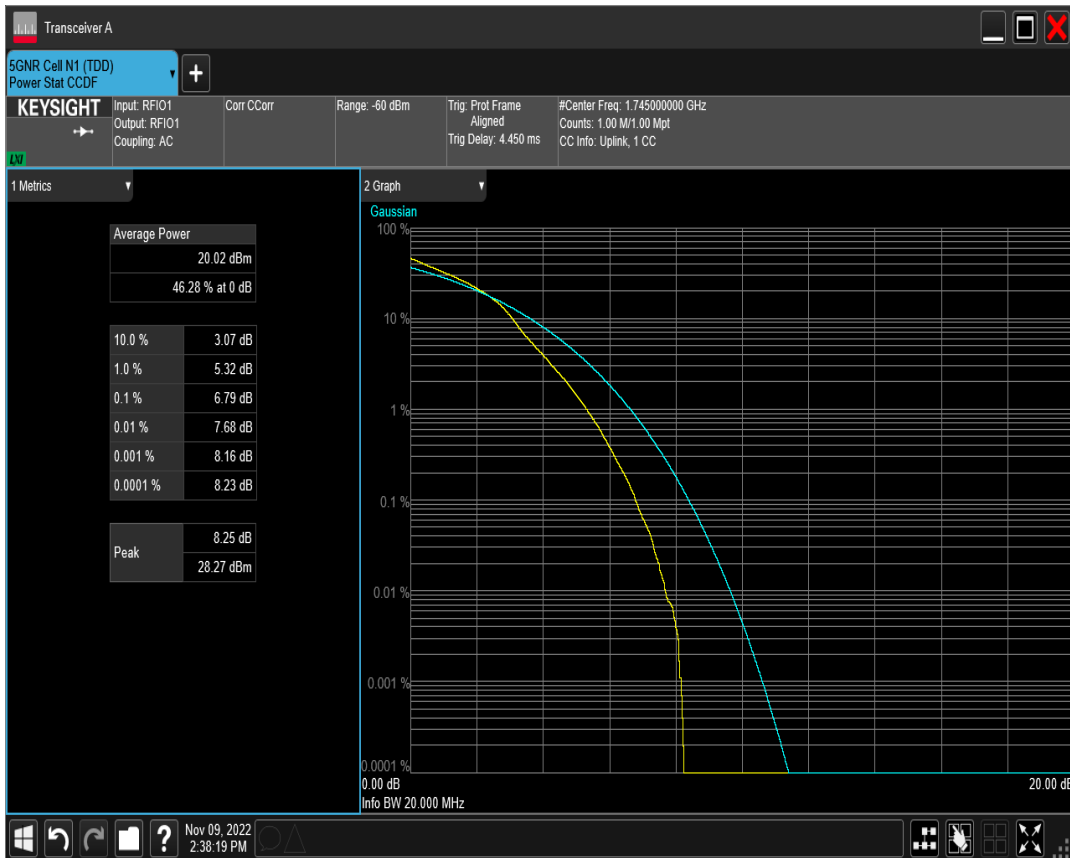 Transceiver A
5GNR Cell N1 (TDD)
Power Stat CCDF
+
KEYSIGHT
LXI
Input: RFIO1
Output: RFIO1
Coupling: AC
Corr CCorr
Range: -60 dBm
Trig: Prot Frame
Aligned
Trig Delay: 4.450 ms
#Center Freq: 1.745000000 GHz
Counts: 1.00 M/1.00 Mpt
CC Info: Uplink, 1 CC
1 Metrics
Average Power
20.02 dBm
46.28 % at 0 dB
10.0 % 3.07 dB
1.0 % 5.32 dB
0.1 % 6.79 dB
0.01 % 7.68 dB
0.001 % 8.16 dB
0.0001 % 8.23 dB
Peak
8.25 dB
28.27 dBm
2 Graph
Gaussian
100 %
10 %
1 %
0.1 %
0.01 %
0.001 %
0.0001 %
0.00 dB 20.00 dB
Info BW 20.000 MHz
?
Nov 09, 2022
2:38:19 PM